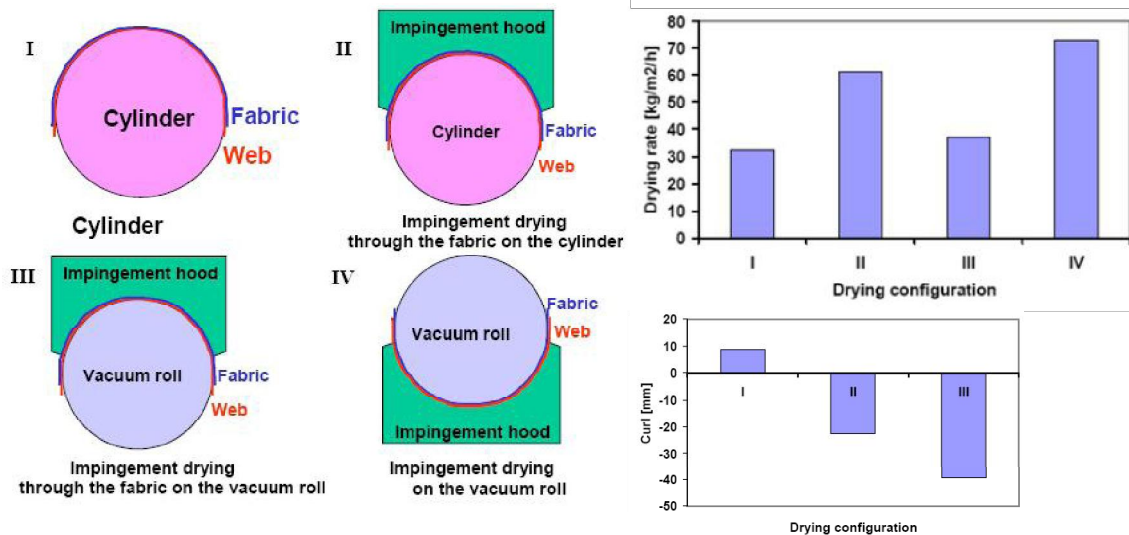 I
Cylinder
Fabric
Web
Cylinder
II
Impingement hood
Cylinder
Fabric
Web
Impingement drying
through the fabric on the cylinder
III
Impingement hood
Vacuum roll
Fabric
Web
Impingement drying
through the fabric on the vacuum roll
IV
Fabric
Web
Vacuum roll
Impingement hood
Impingement drying
on the vacuum roll
Drying rate [kg/m2/h]
80
70
60
50
40
30
20
10
0
I II III IV
Drying configuration
Curl [mm]
20
10
0
-10
-20
-30
-40
-50
I II III
Drying configuration